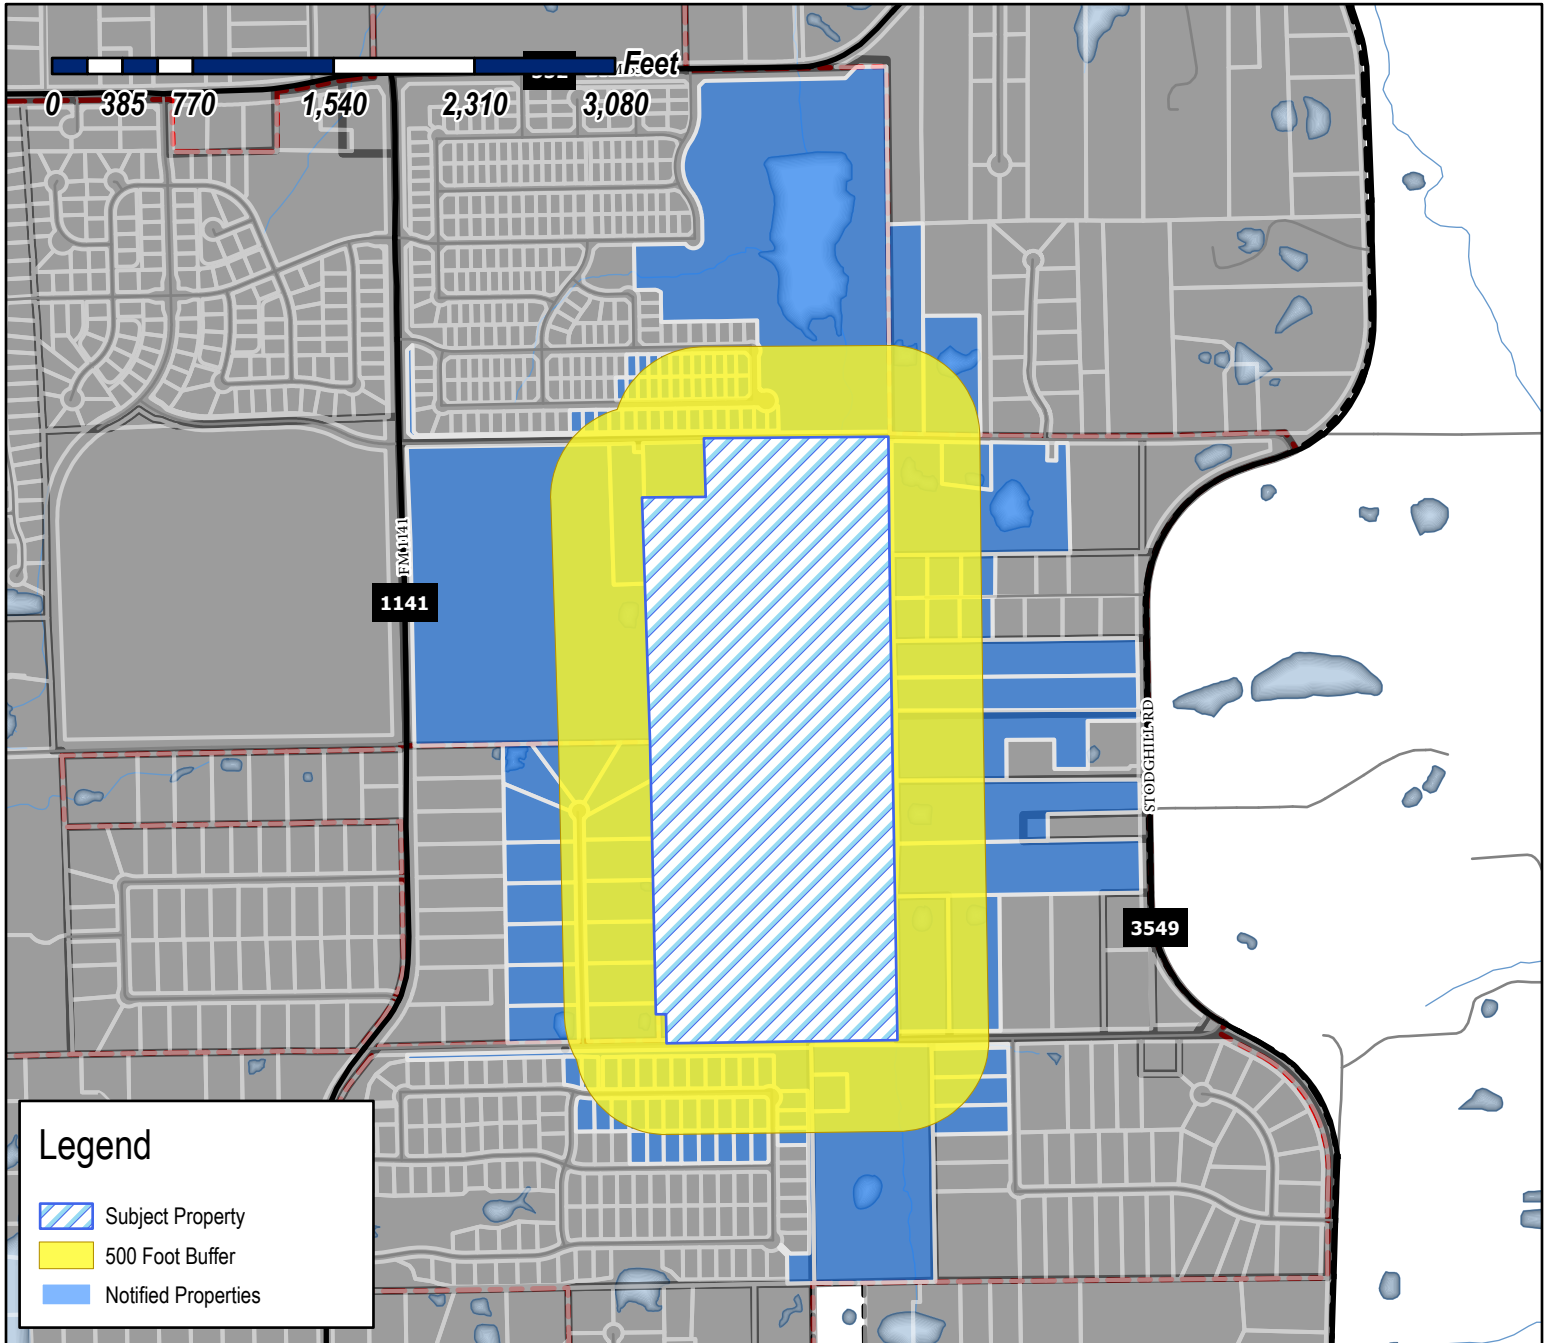 Feet
0 385 770 1,540 2,310 3,080
FM 1141
1141
STODGHILL RD
3549
Legend
Subject Property
500 Foot Buffer
Notified Properties